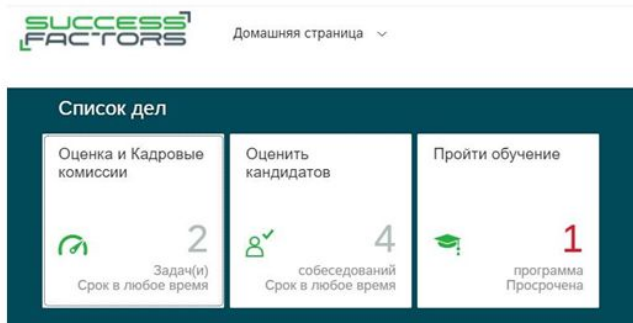 SUCCESS
FACTORS
Домашняя страница
Список дел
Оценка и Кадровые
комиссии
2
Задач(и)
Срок в любое время
Оценить
кандидатов
4
собеседований
Срок в любое время
Пройти обучение
1
программа
Просрочена